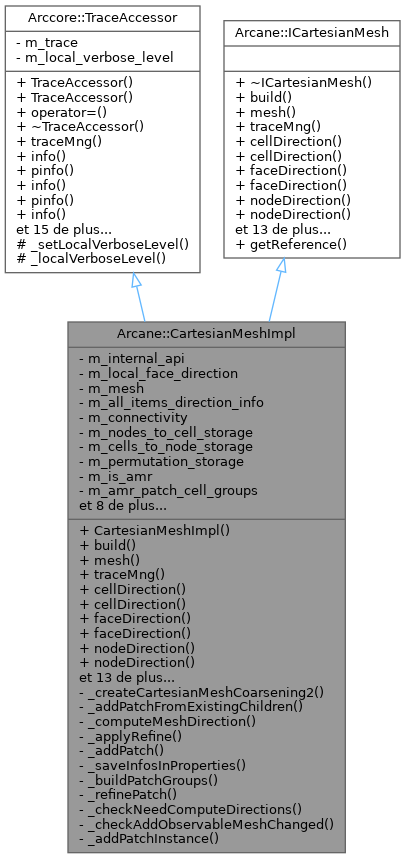 Arccore::TraceAccessor
- m_trace
- m_local_verbose_level
+ TraceAccessor()
+ TraceAccessor()
+ operator=()
+ ~TraceAccessor()
+ traceMng()
+ info()
+ pinfo()
+ info()
+ pinfo()
+ info()
et 15 de plus...
# _setLocalVerboseLevel()
# _localVerboseLevel()
Arcane::ICartesianMesh
+ ~ICartesianMesh()
+ build()
+ mesh()
+ traceMng()
+ cellDirection()
+ cellDirection()
+ faceDirection()
+ faceDirection()
+ nodeDirection()
+ nodeDirection()
et 13 de plus...
+ getReference()
Arcane::CartesianMeshImpl
- m_internal_api
- m_local_face_direction
- m_mesh
- m_all_items_direction_info
- m_connectivity
- m_nodes_to_cell_storage
- m_cells_to_node_storage
- m_permutation_storage
- m_is_amr
- m_amr_patch_cell_groups
et 8 de plus...
+ CartesianMeshImpl()
+ build()
+ mesh()
+ traceMng()
+ cellDirection()
+ cellDirection()
+ faceDirection()
+ faceDirection()
+ nodeDirection()
+ nodeDirection()
et 13 de plus...
- _createCartesianMeshCoarsening2()
- _addPatchFromExistingChildren()
- _computeMeshDirection()
- _applyRefine()
- _addPatch()
- _saveInfosInProperties()
- _buildPatchGroups()
- _refinePatch()
- _checkNeedComputeDirections()
- _checkAddObservableMeshChanged()
- _addPatchInstance()